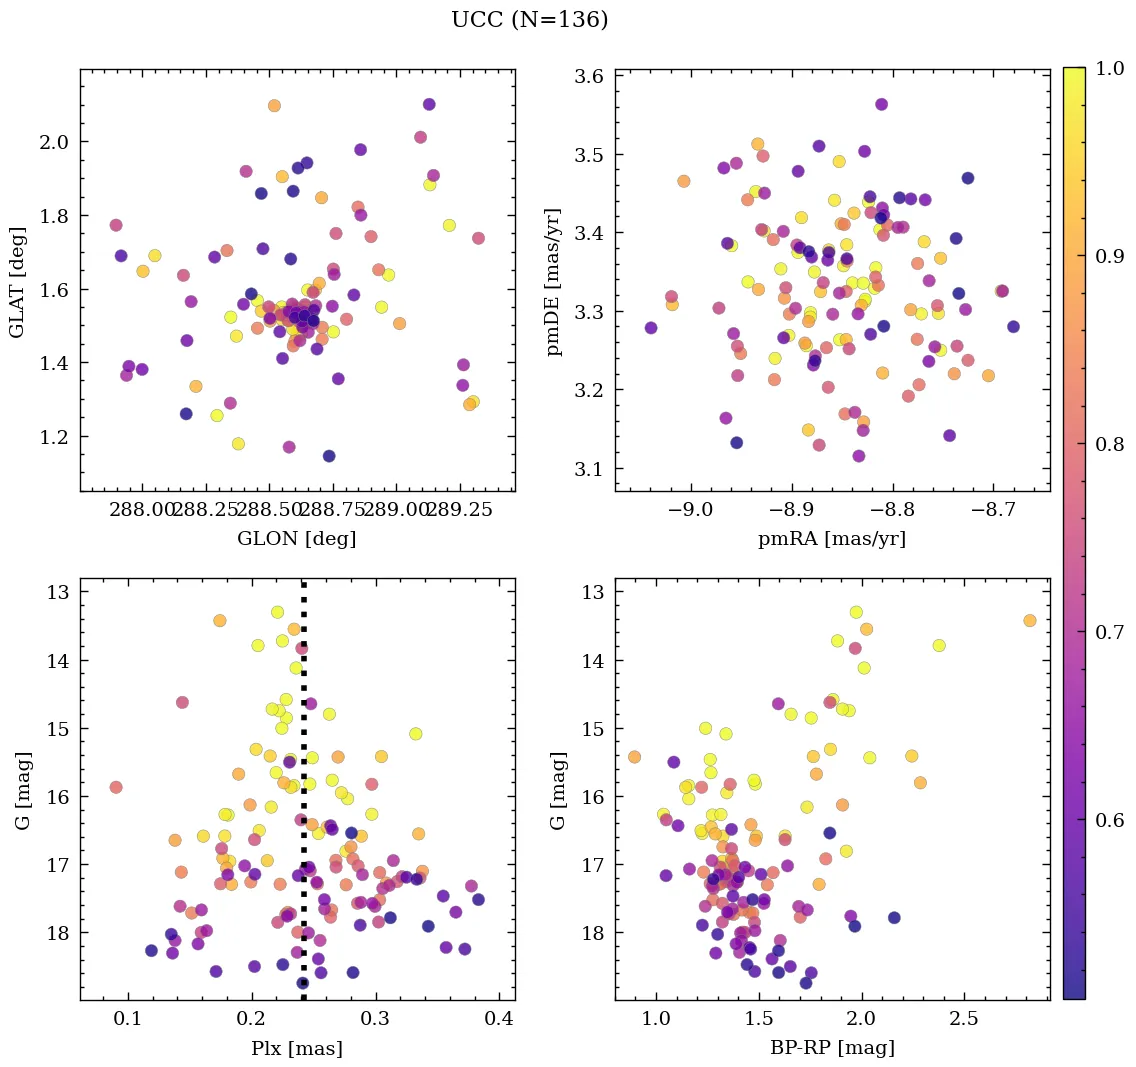 UCC (N=136)
2.0
1.8
1.6
1.4
1.2
GLAT [deg]
288.00 288.25 288.50 288.75 289.00 289.25
GLON [deg]
3.6
3.5
3.4
3.3
3.2
3.1
pmDE [mas/yr]
−9.0 −8.9 −8.8 −8.7
pmRA [mas/yr]
1.0
0.9
0.8
0.7
0.6
13
14
15
16
17
18
G [mag]
0.1 0.2 0.3 0.4
Plx [mas]
13
14
15
16
17
18
G [mag]
1.0 1.5 2.0 2.5
BP-RP [mag]